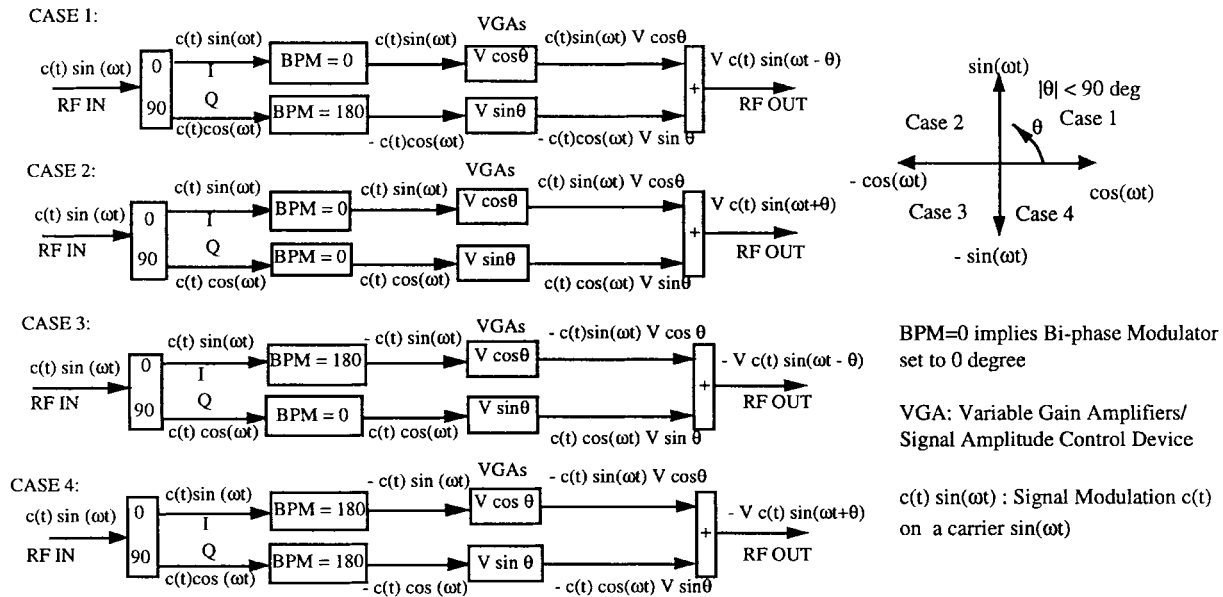 CASE 1:
c(t) sin (ωt)
RF IN
0
90
c(t) sin(ωt)
I
Q
c(t)cos(ωt)
BPM = 0
BPM = 180
c(t)sin(ωt)
- c(t)cos(ωt)
VGAs
V cosθ
V sinθ
c(t)sin(ωt) V cosθ
- c(t)cos(ωt) V sin θ
+
V c(t) sin(ωt - θ)
RF OUT
CASE 2:
c(t) sin (ωt)
RF IN
0
90
c(t) sin(ωt)
I
Q
c(t) cos(ωt)
BPM = 0
BPM = 0
c(t) sin(ωt)
c(t) cos(ωt)
VGAs
V cosθ
V sinθ
c(t) sin(ωt) V cosθ
c(t) cos(ωt) V sinθ
+
V c(t) sin(ωt+θ)
RF OUT
CASE 3:
c(t) sin(ωt)
RF IN
0
90
c(t) sin(ωt)
I
Q
c(t) cos(ωt)
BPM = 180
BPM = 0
- c(t) sin(ωt)
c(t) cos(ωt)
VGAs
V cosθ
V sinθ
- c(t)sin(ωt) V cos θ
c(t) cos(ωt) V sin θ
+
- V c(t) sin(ωt - θ)
RF OUT
CASE 4:
c(t) sin (ωt)
RF IN
0
90
c(t)sin (ωt)
I
Q
c(t)cos (ωt)
BPM = 180
BPM = 180
- c(t) sin (ωt)
- c(t) cos (ωt)
VGAs
V cos θ
V sin θ
- c(t) sin(ωt) V cosθ
- c(t) cos(ωt) V sinθ
+
- V c(t) sin(ωt+θ)
RF OUT
sin(ωt)
|θ| < 90 deg
Case 2
θ
Case 1
- cos(ωt)
cos(ωt)
Case 3
Case 4
- sin(ωt)
BPM=0 implies Bi-phase Modulator
set to 0 degree
VGA: Variable Gain Amplifiers/
Signal Amplitude Control Device
c(t) sin(ωt) : Signal Modulation c(t)
on a carrier sin(ωt)